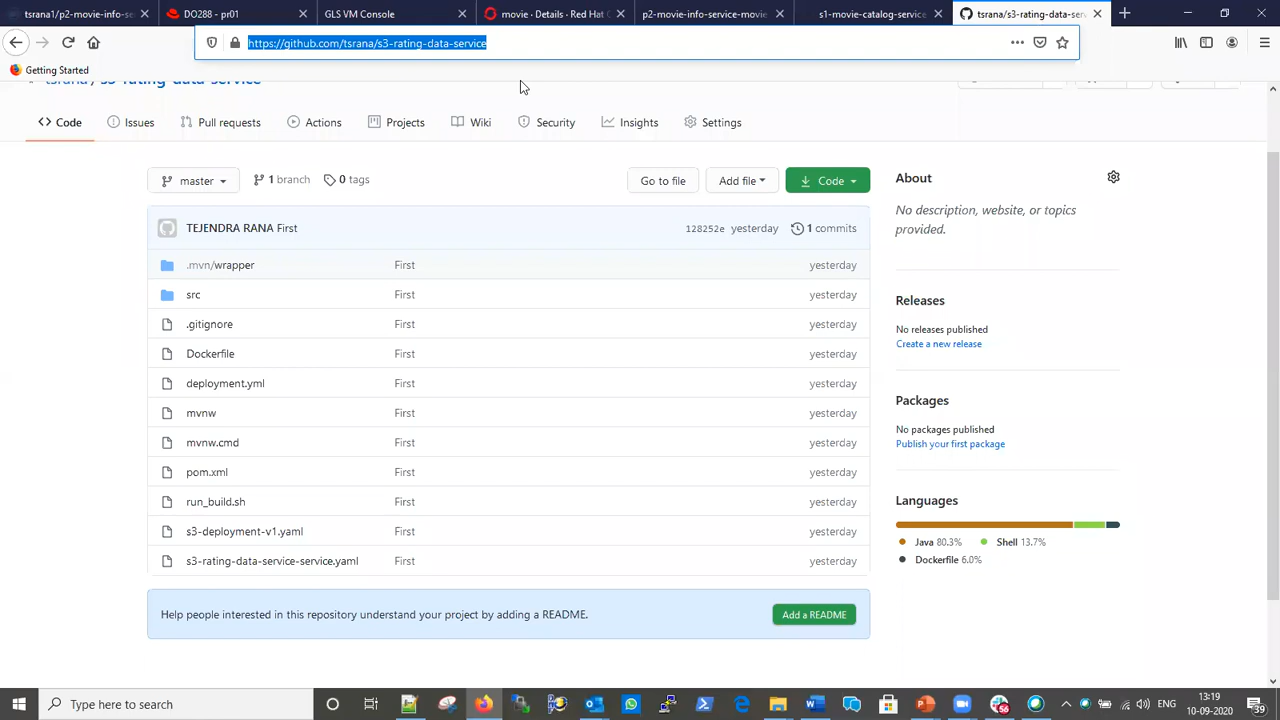 tsrana1/p2-movie-info-se
DO288 - pr01
GLSVM Console
movie · Details · Red Hat
p2-movie-info-service-movie
s1-movie-catalog-service
tsrana/s3-rating-data-serv
https://github.com/tsrana/s3-rating-data-service
Getting Started
tsrana / s3-rating-data-service
Code
Issues
Pull requests
Actions
Projects
Wiki
Security
Insights
Settings
master
1 branch
0 tags
Go to file
Add file
Code
TEJENDRA RANA First
128252e yesterday
1 commits
.mvn/wrapper First yesterday
src First yesterday
.gitignore First yesterday
Dockerfile First yesterday
deployment.yml First yesterday
mvnw First yesterday
mvnw.cmd First yesterday
pom.xml First yesterday
run_build.sh First yesterday
s3-deployment-v1.yaml First yesterday
s3-rating-data-service-service.yaml First yesterday
Help people interested in this repository understand your project by adding a README.
Add a README
About
No description, website, or topics
provided.
Releases
No releases published
Create a new release
Packages
No packages published
Publish your first package
Languages
Java 80.3%
Shell 13.7%
Dockerfile 6.0%
Type here to search
56
ENG
13:19
10-09-2020
39